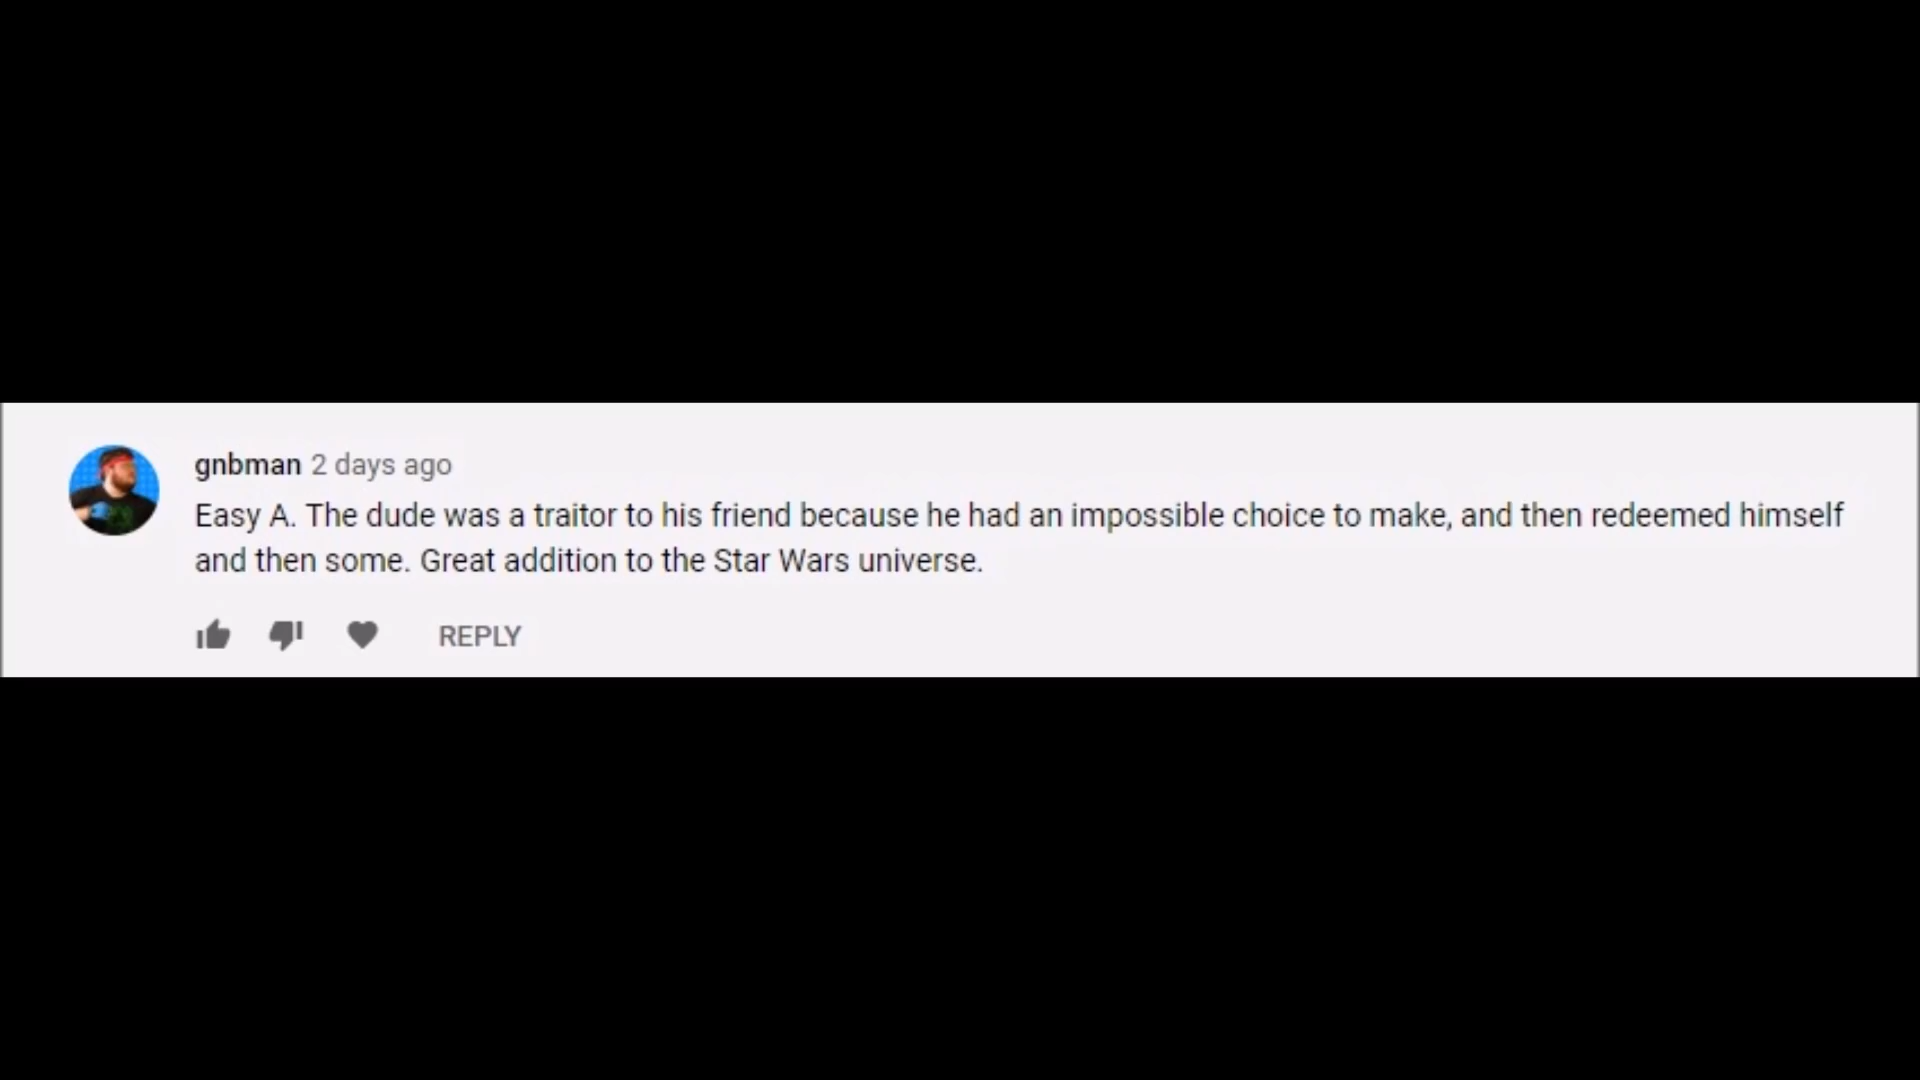 gnbman 2 days ago
Easy A. The dude was a traitor to his friend because he had an impossible choice to make, and then redeemed himself
and then some. Great addition to the Star Wars universe.
REPLY